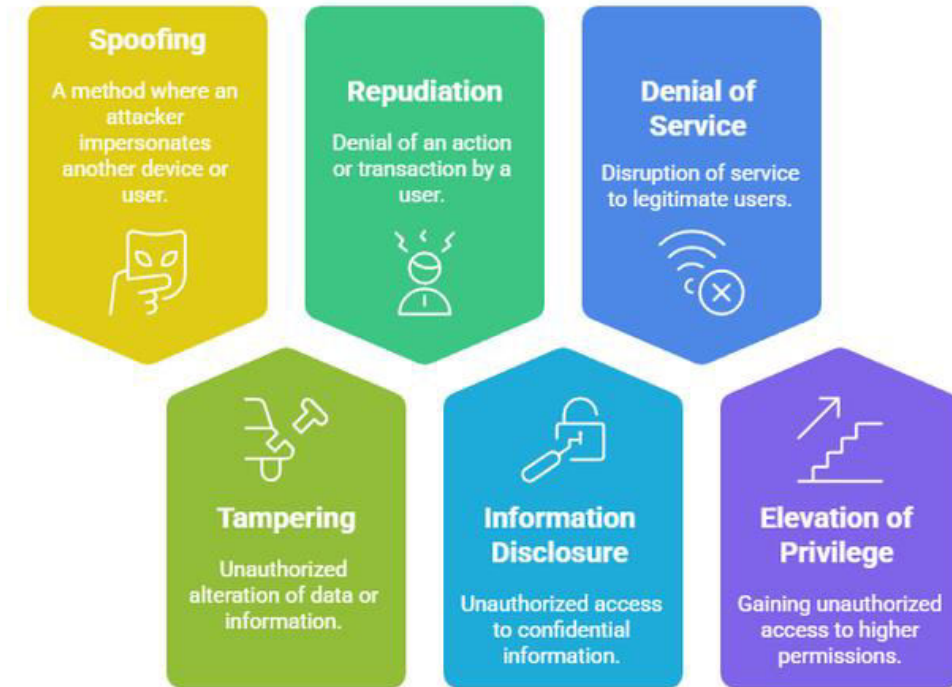 Spoofing
A method where an
attacker
impersonates
another device or
user.
Repudiation
Denial of an action
or transaction by a
user.
Denial of
Service
Disruption of service
to legitimate users.
Tampering
Unauthorized
alteration of data or
information.
Information
Disclosure
Unauthorized access
to confidential
information.
Elevation of
Privilege
Gaining unauthorized
access to higher
permissions.